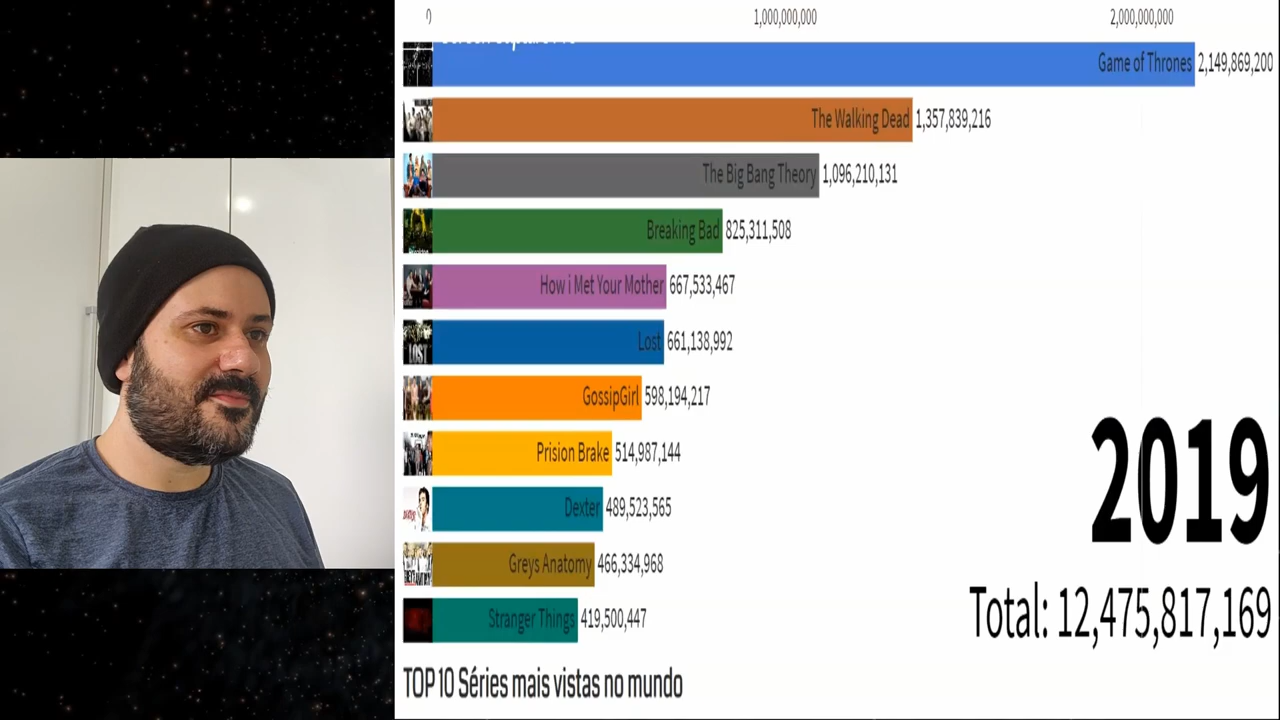 0 1,000,000,000 2,000,000,000
Game of Thrones 2,149,869,200
The Walking Dead 1,357,839,216
The Big Bang Theory 1,096,210,131
Breaking Bad 825,311,508
How i Met Your Mother 667,533,467
Lost 661,138,992
GossipGirl 598,194,217
Prision Brake 514,987,144
Dexter 489,523,565
Greys Anatomy 466,334,968
Stranger Things 419,500,447
2019
Total: 12,475,817,169
TOP 10 Séries mais vistas no mundo